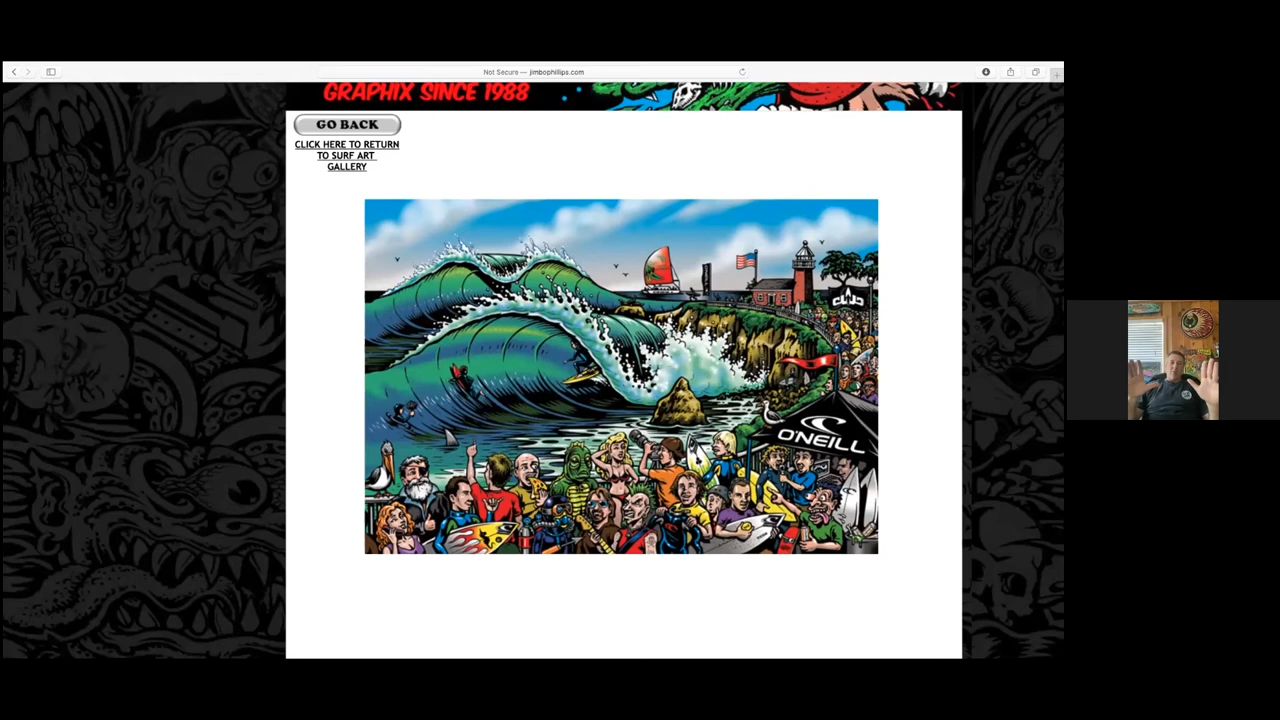 Not Secure — jimbophillips.com
GRAPHIX SINCE 1988
GO BACK
CLICK HERE TO RETURN
TO SURF ART
GALLERY
O'NEILL